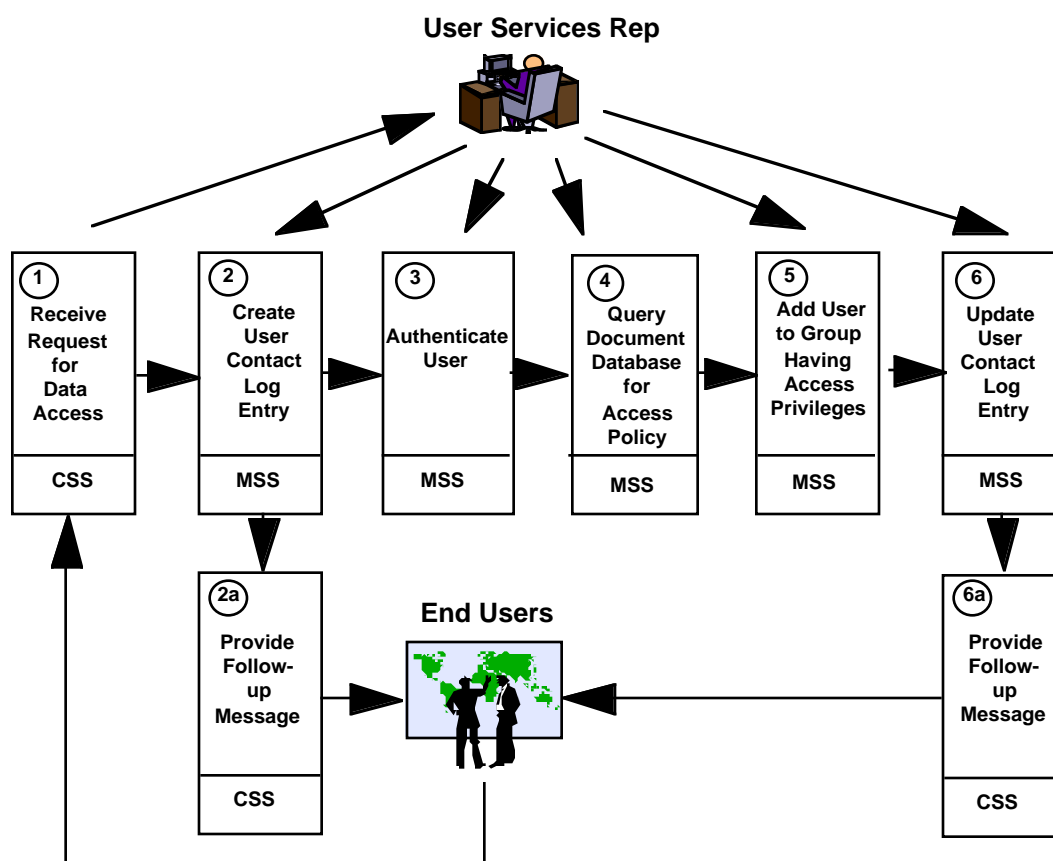 User Services Rep
1
Receive
Request
for
Data
Access
CSS
2
Create
User
Contact
Log
Entry
MSS
3
Authenticate
User
MSS
4
Query
Document
Database
for
Access
Policy
MSS
5
Add User
to Group
Having
Access
Privileges
MSS
6
Update
User
Contact
Log
Entry
MSS
2a
Provide
Follow-
up
Message
CSS
End Users
6a
Provide
Follow-
up
Message
CSS